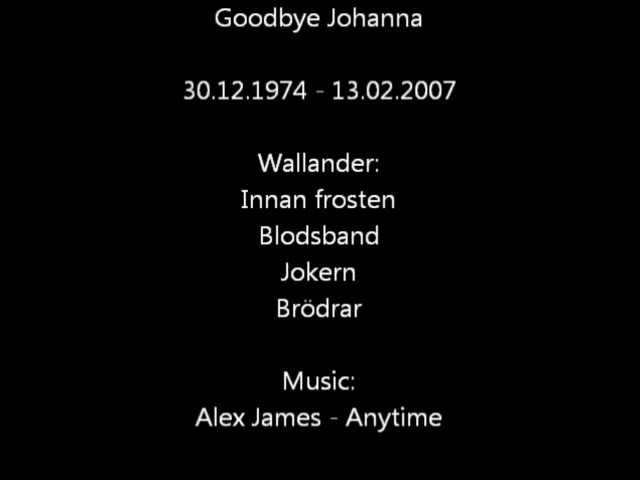 Goodbye Johanna
30.12.1974 - 13.02.2007
Wallander:
Innan frosten
Blodsband
Jokern
Brödrar
Music:
Alex James - Anytime